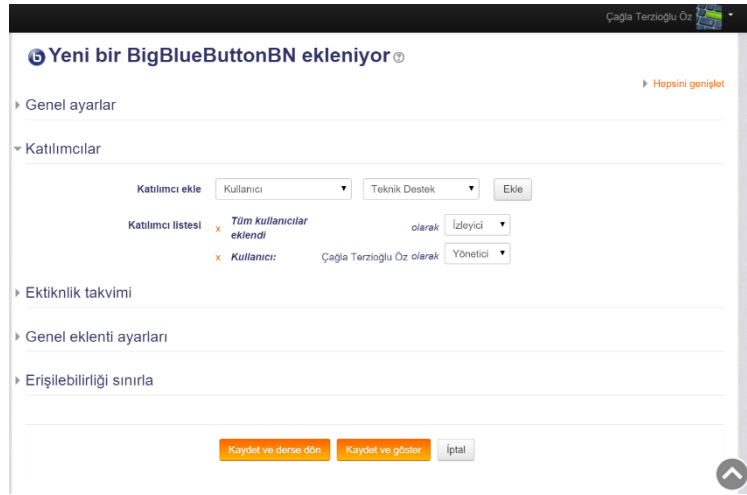 Çağla Terzioğlu Öz
Yeni bir BigBlueButtonBN ekleniyor
Hepsini genişlet
Genel ayarlar
Katılımcılar
Katılımcı ekle Kullanıcı Teknik Destek Ekle
Katılımcı listesi x Tüm kullanıcılar eklendi olarak İzleyici
x Kullanıcı: Çağla Terzioğlu Öz olarak Yönetici
Ektiknlik takvimi
Genel eklenti ayarları
Erişilebilirliği sınırla
Kaydet ve derse dön Kaydet ve göster İptal